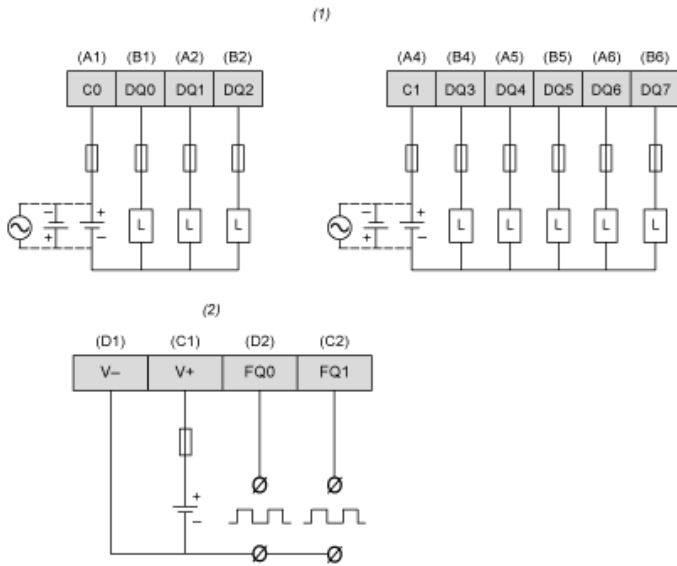 (1)
(A1) (B1) (A2) (B2)
C0 DQ0 DQ1 DQ2
L L L
(A4) (B4) (A5) (B5) (A6) (B6)
C1 DQ3 DQ4 DQ5 DQ6 DQ7
L L L L L
(2)
(D1) (C1) (D2) (C2)
V– V+ FQ0 FQ1